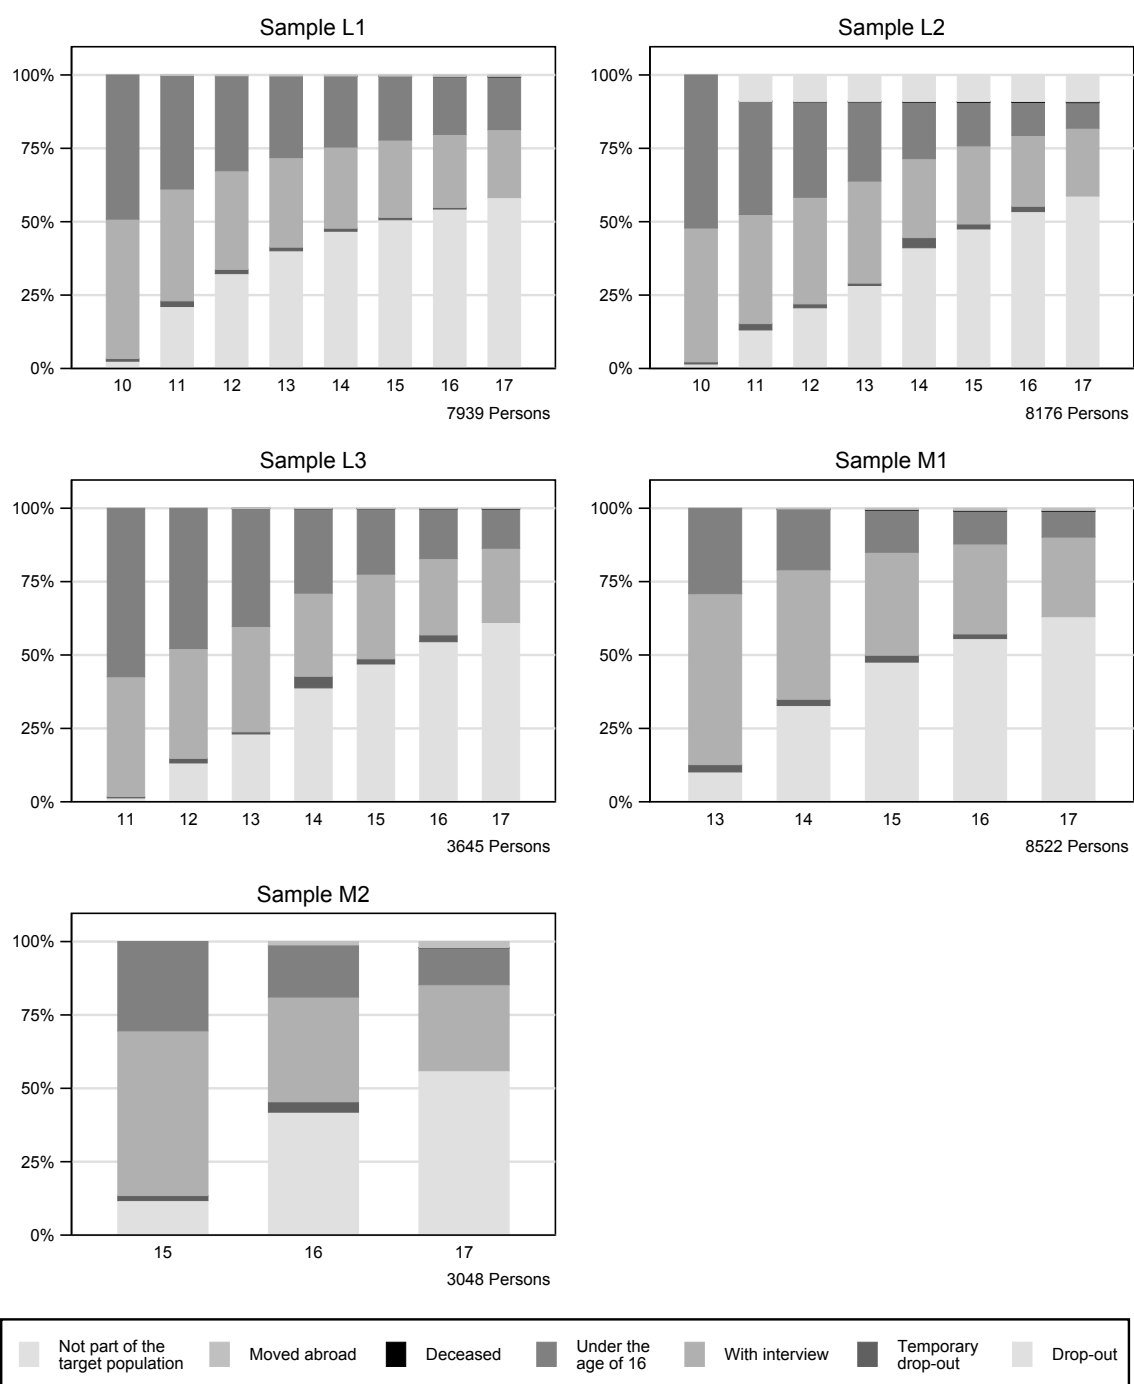 Sample L1
100%
75%
50%
25%
0%
10 11 12 13 14 15 16 17
7939 Persons
Sample L2
100%
75%
50%
25%
0%
10 11 12 13 14 15 16 17
8176 Persons
Sample L3
100%
75%
50%
25%
0%
11 12 13 14 15 16 17
3645 Persons
Sample M1
100%
75%
50%
25%
0%
13 14 15 16 17
8522 Persons
Sample M2
100%
75%
50%
25%
0%
15 16 17
3048 Persons
Not part of the
target population
Moved abroad
Deceased
Under the
age of 16
With interview
Temporary
drop-out
Drop-out